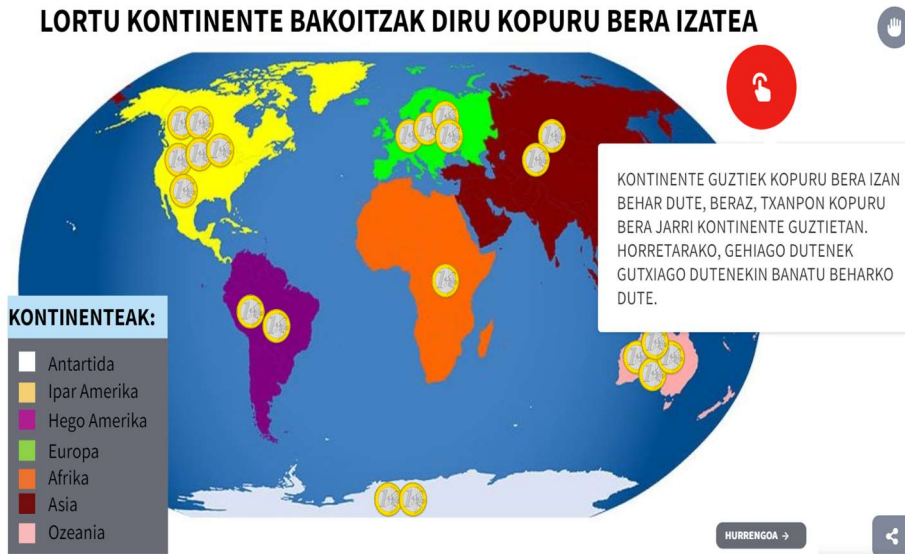 LORTU KONTINENTE BAKOITZAK DIRU KOPURU BERA IZATEA
KONTINENTE GUZTIEK KOPURU BERA IZAN
BEHAR DUTE, BERAZ, TXANPON KOPURU
BERA JARRI KONTINENTE GUZTIETAN.
HORRETARAKO, GEHIAGO DUTENEK
GUTXIAGO DUTENEKIN BANATU BEHARKO
DUTE.
KONTINENTEAK:
Antartida
Ipar Amerika
Hego Amerika
Europa
Afrika
Asia
Ozeania
HURRENGOA →